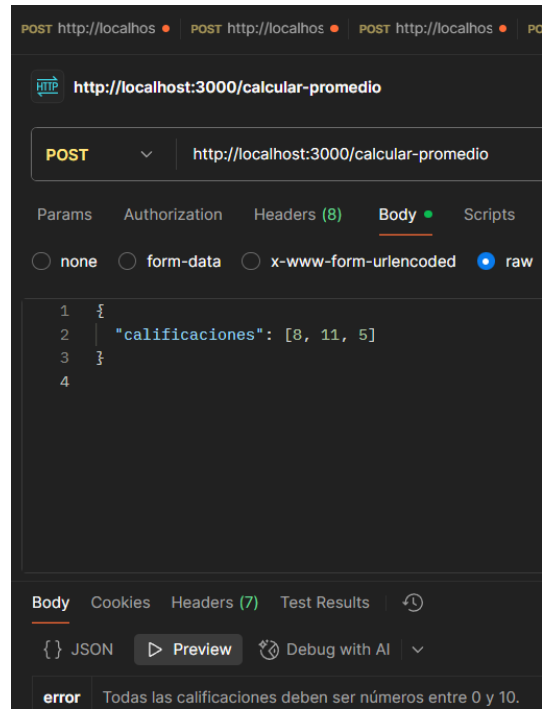 POST http://localhos POST http://localhos POST http://localhos PO
HTTP http://localhost:3000/calcular-promedio
POST http://localhost:3000/calcular-promedio
Params Authorization Headers (8) Body Scripts
none form-data x-www-form-urlencoded raw
1 {
2 "calificaciones": [8, 11, 5]
3 }
4
Body Cookies Headers (7) Test Results
{} JSON Preview Debug with AI
error Todas las calificaciones deben ser números entre 0 y 10.